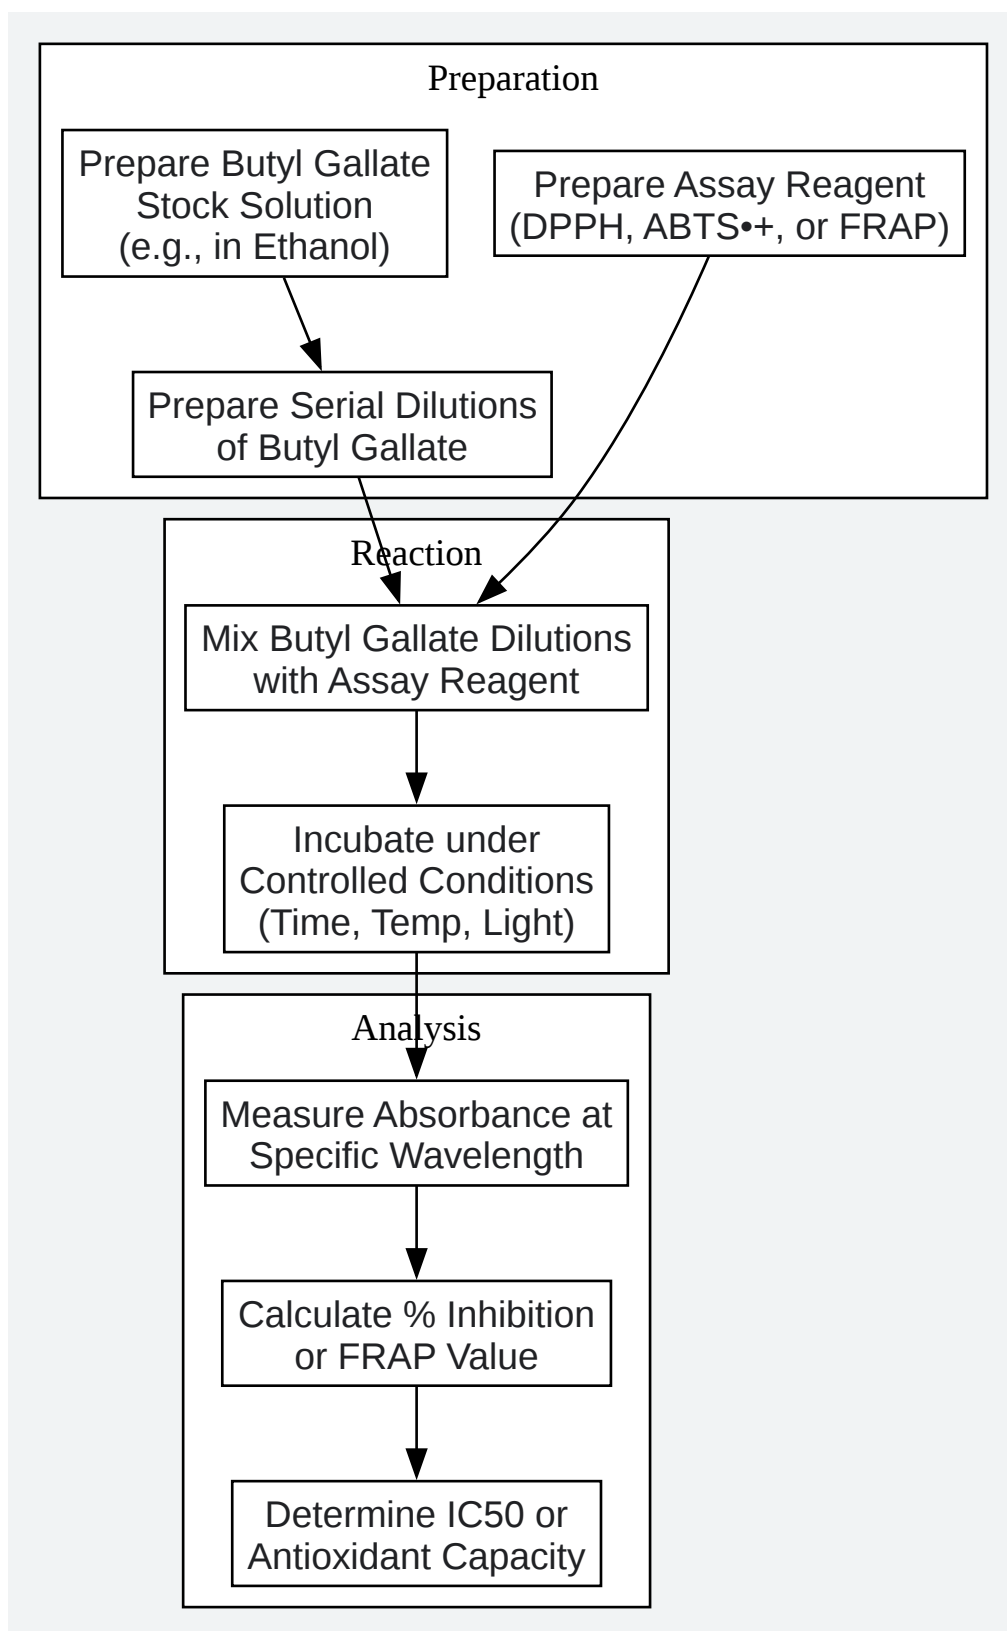 Preparation
Prepare Butyl Gallate
Stock Solution
(e.g., in Ethanol)
Prepare Assay Reagent
(DPPH, ABTS•+, or FRAP)
Prepare Serial Dilutions
of Butyl Gallate
Reaction
Mix Butyl Gallate Dilutions
with Assay Reagent
Incubate under
Controlled Conditions
(Time, Temp, Light)
Analysis
Measure Absorbance at
Specific Wavelength
Calculate % Inhibition
or FRAP Value
Determine IC50 or
Antioxidant Capacity